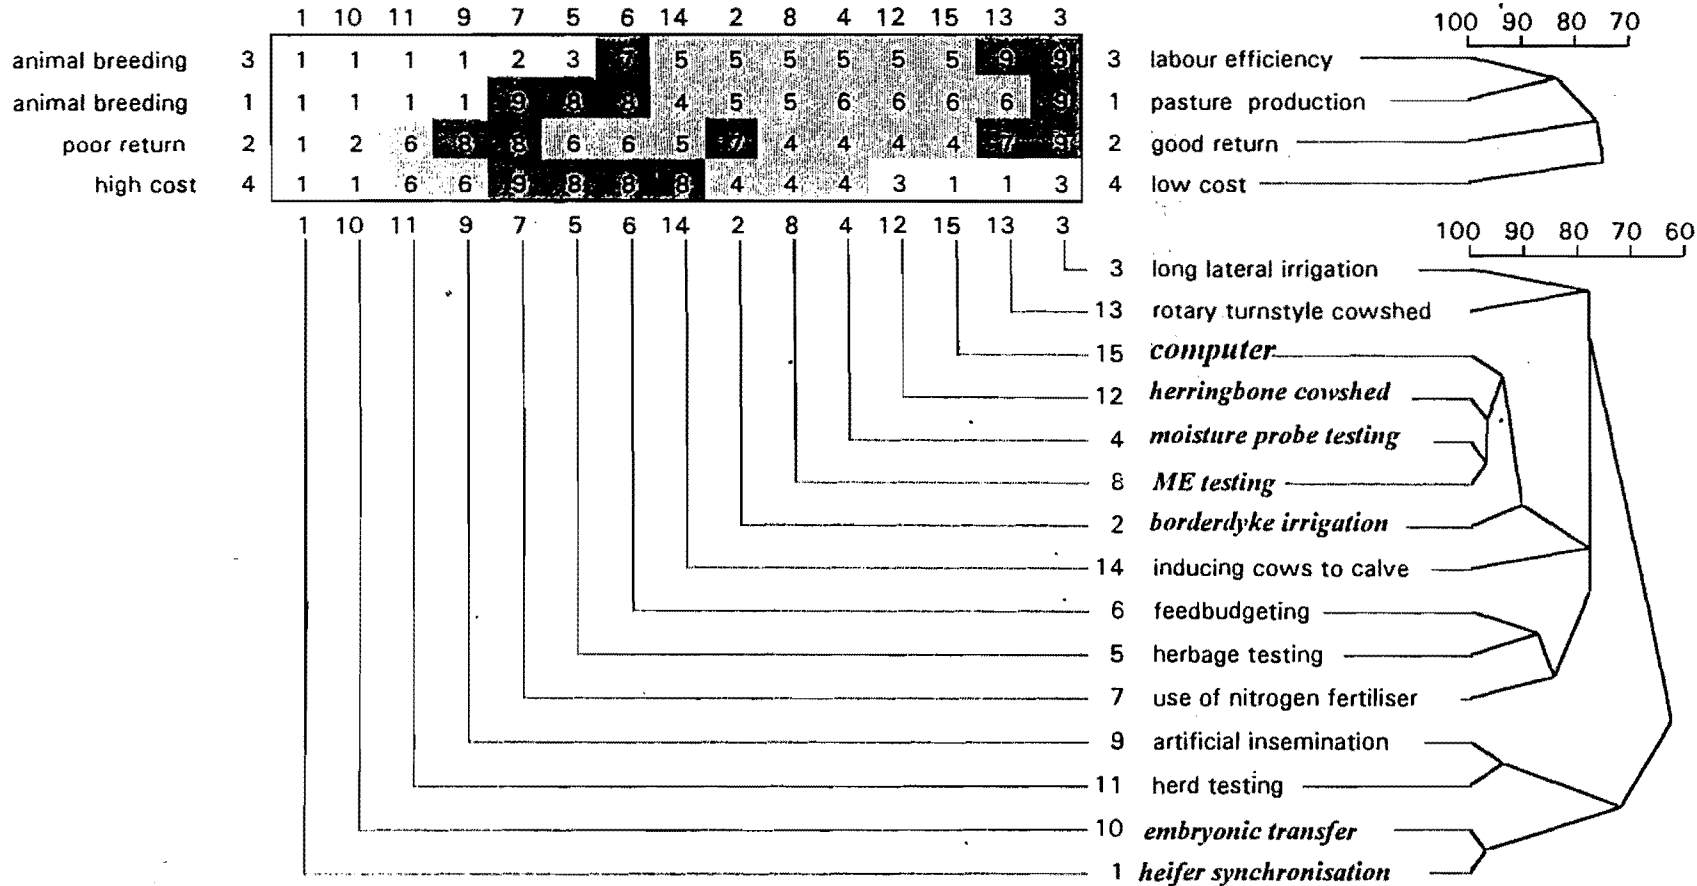 1 10 11 9 7 5 6 14 2 8 4 12 15 13 3 100 90 80 70
animal breeding 3 1 1 1 1 2 3 7 5 5 5 5 5 5 9 9 3 labour efficiency
animal breeding 1 1 1 1 1 9 8 8 4 5 5 6 6 6 6 9 1 pasture production
poor return 2 1 2 6 8 8 6 6 5 7 4 4 4 4 7 9 2 good return
high cost 4 1 1 6 6 9 8 8 8 4 4 4 3 1 1 3 4 low cost
1 10 11 9 7 5 6 14 2 8 4 12 15 13 3 100 90 80 70 60
3 long lateral irrigation
13 rotary turnstyle cowshed
15 computer
12 herringbone cowshed
4 moisture probe testing
8 ME testing
2 borderdyke irrigation
14 inducing cows to calve
6 feedbudgeting
5 herbage testing
7 use of nitrogen fertiliser
9 artificial insemination
11 herd testing
10 embryonic transfer
1 heifer synchronisation